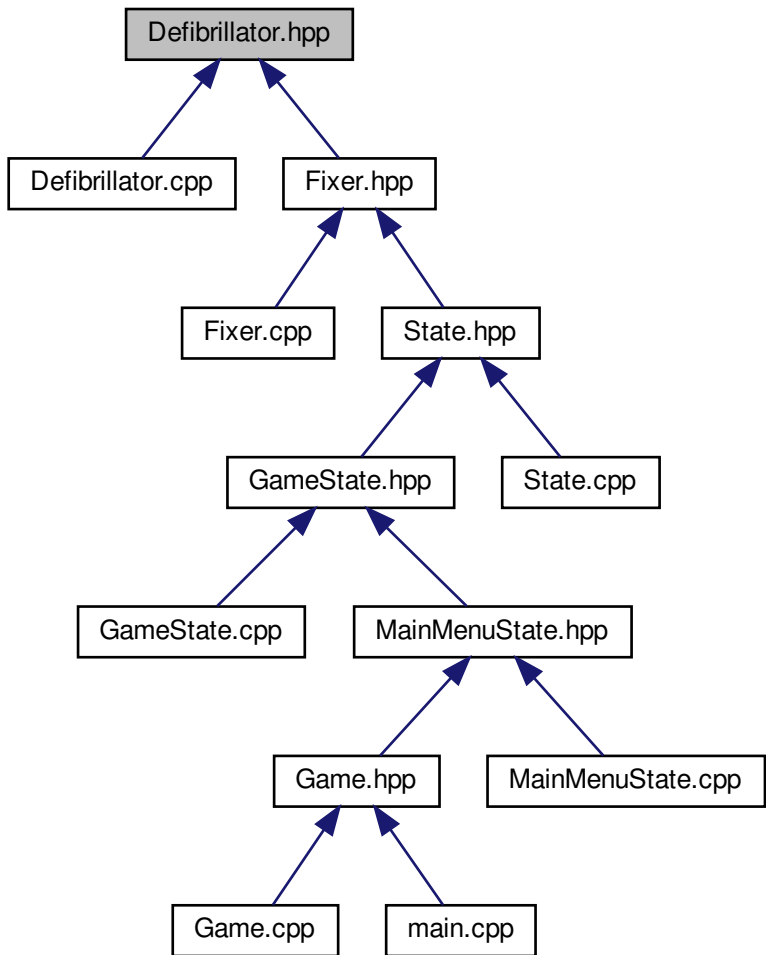 Defibrillator.hpp
Defibrillator.cpp
Fixer.hpp
Fixer.cpp
State.hpp
GameState.hpp
State.cpp
GameState.cpp
MainMenuState.hpp
Game.hpp
MainMenuState.cpp
Game.cpp
main.cpp